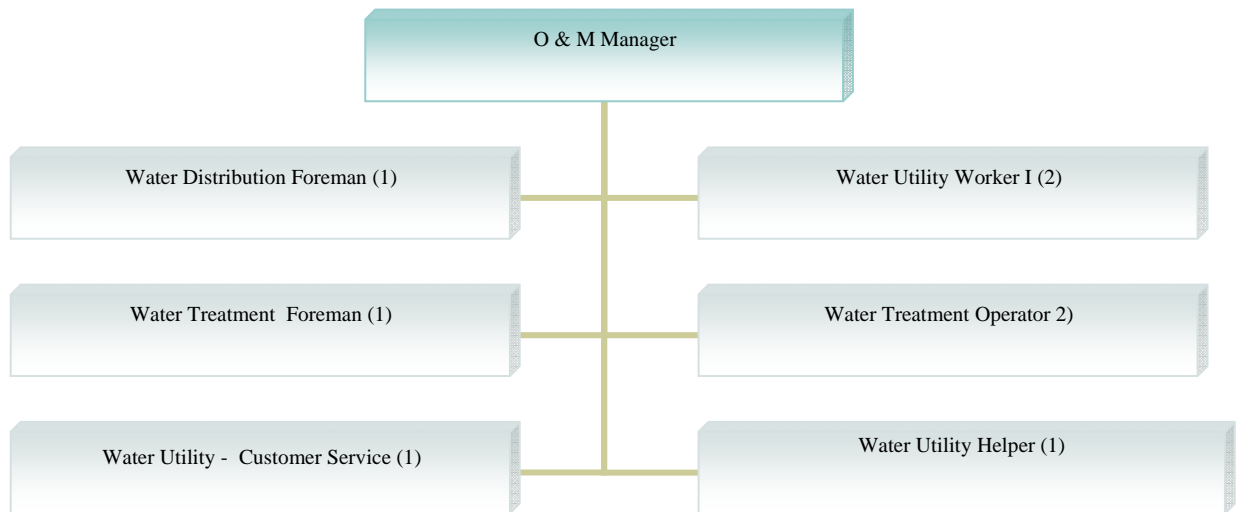 O & M Manager
Water Distribution Foreman (1)
Water Utility Worker I (2)
Water Treatment  Foreman (1)
Water Treatment Operator 2)
Water Utility -  Customer Service (1)
Water Utility Helper (1)